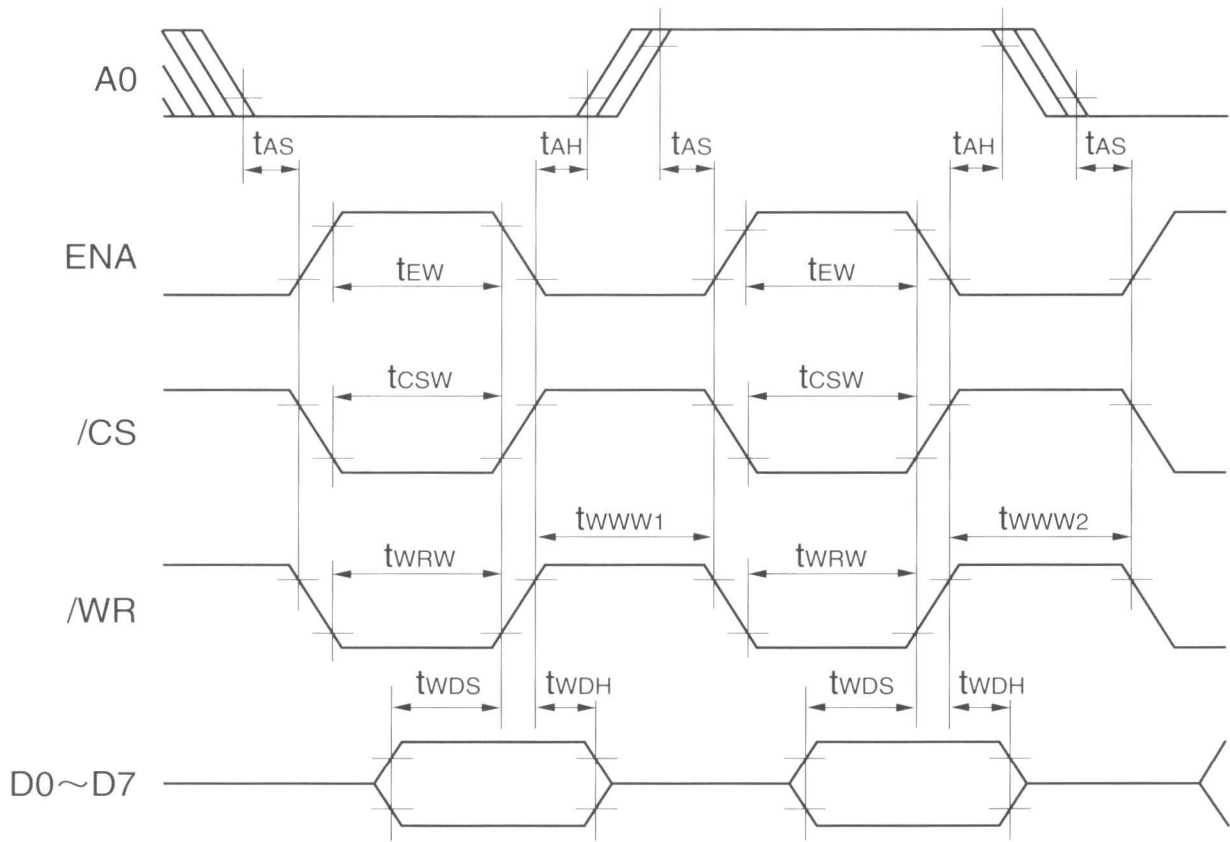 A0
tAS tAH tAS tAH tAS
ENA
tEW tEW
tCSW tCSW
/CS
tWWW1 tWWW2
tWRW tWRW
/WR
tWDS tWDH tWDS tWDH
D0～D7